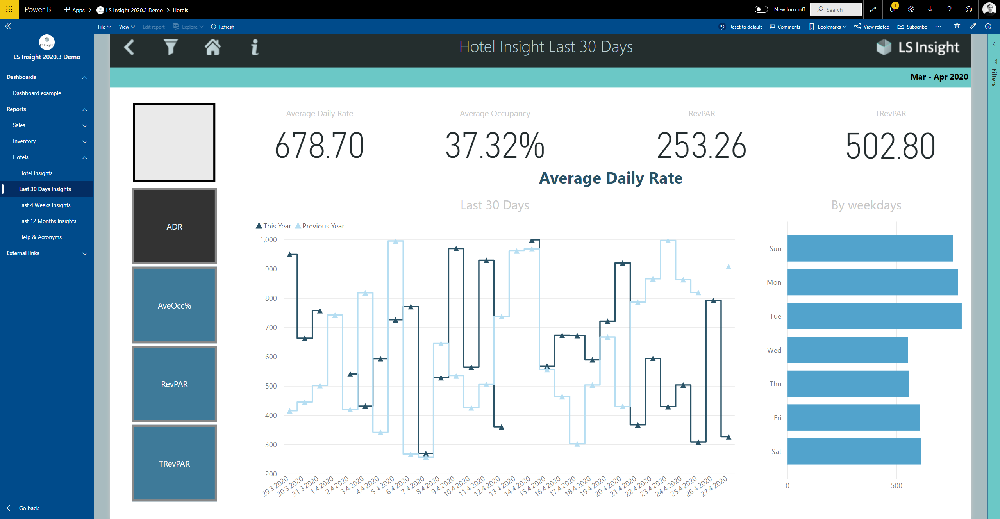 Power BI
Apps
LS Insight 2020.3 Demo
Hotels
New look off
Search
1
File
View
Edit report
Explore
Refresh
Reset to default
Comments
Bookmarks
View related
Subscribe
LS Insight
LS Insight 2020.3 Demo
Dashboards
Dashboard example
Reports
Sales
Inventory
Hotels
Hotel Insights
Last 30 Days Insights
Last 4 Weeks Insights
Last 12 Months Insights
Help & Acronyms
External links
Go back
Hotel Insight Last 30 Days
LS Insight
Filters
Mar - Apr 2020
ADR
AveOcc%
RevPAR
TRevPAR
Average Daily Rate
678.70
Average Occupancy
37.32%
RevPAR
253.26
TRevPAR
502.80
Average Daily Rate
Last 30 Days
This Year
Previous Year
1,000
900
800
700
600
500
400
300
200
29.3.2020
30.3.2020
31.3.2020
1.4.2020
2.4.2020
3.4.2020
4.4.2020
5.4.2020
6.4.2020
7.4.2020
8.4.2020
9.4.2020
10.4.2020
11.4.2020
12.4.2020
13.4.2020
14.4.2020
15.4.2020
16.4.2020
17.4.2020
18.4.2020
19.4.2020
20.4.2020
21.4.2020
22.4.2020
23.4.2020
24.4.2020
25.4.2020
26.4.2020
27.4.2020
By weekdays
Sun
Mon
Tue
Wed
Thu
Fri
Sat
0
500